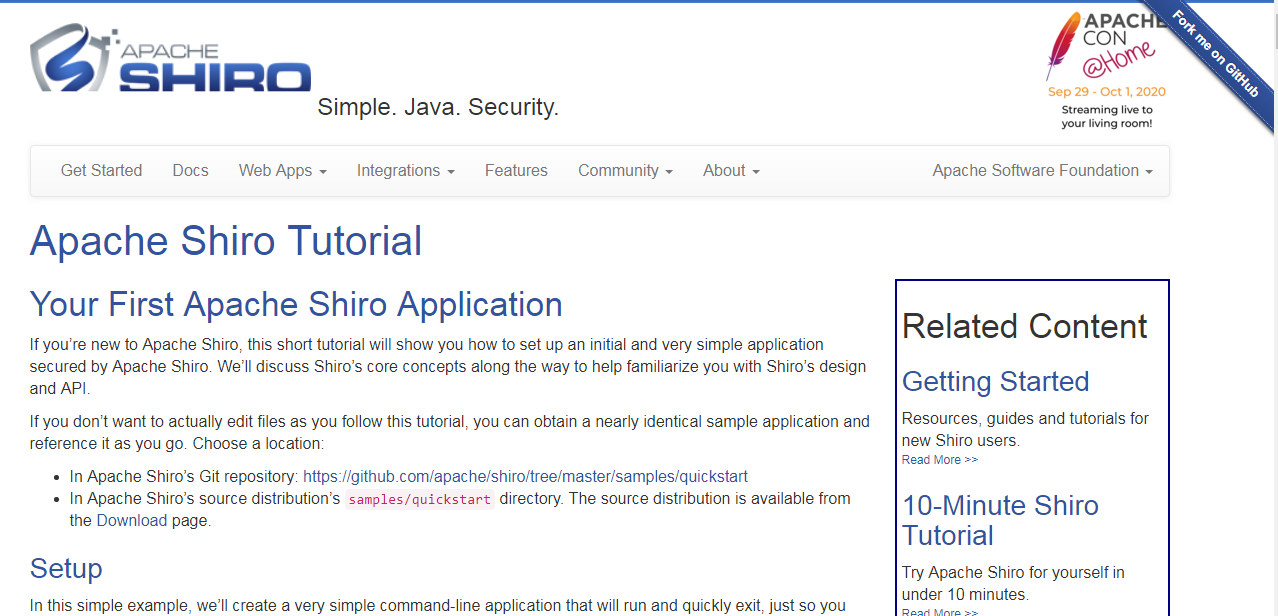 APACHE
SHIRO
Simple. Java. Security.
APACHE
CON
@Home
Sep 29 - Oct 1, 2020
Streaming live to
your living room!
Fork me on GitHub
Get Started Docs Web Apps Integrations Features Community About Apache Software Foundation
Apache Shiro Tutorial
Your First Apache Shiro Application
If you’re new to Apache Shiro, this short tutorial will show you how to set up an initial and very simple application
secured by Apache Shiro. We’ll discuss Shiro’s core concepts along the way to help familiarize you with Shiro’s design
and API.
If you don’t want to actually edit files as you follow this tutorial, you can obtain a nearly identical sample application and
reference it as you go. Choose a location:
• In Apache Shiro’s Git repository: https://github.com/apache/shiro/tree/master/samples/quickstart
• In Apache Shiro’s source distribution’s samples/quickstart directory. The source distribution is available from
the Download page.
Setup
In this simple example, we’ll create a very simple command-line application that will run and quickly exit, just so you
Related Content
Getting Started
Resources, guides and tutorials for
new Shiro users.
Read More >>
10-Minute Shiro
Tutorial
Try Apache Shiro for yourself in
under 10 minutes.
Read More >>